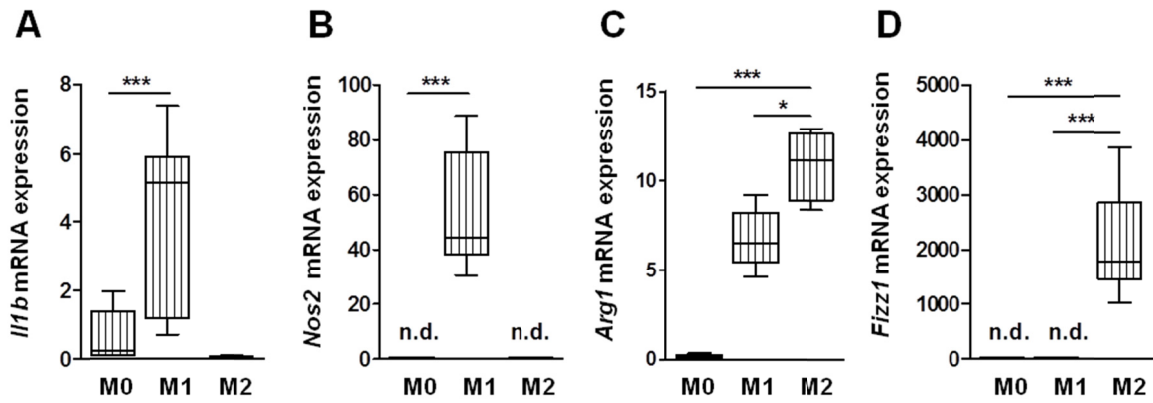 A
Il1b mRNA expression
8
6
4
2
0
***
M0 M1 M2
B
Nos2 mRNA expression
100
80
60
40
20
0
***
n.d. n.d.
M0 M1 M2
C
Arg1 mRNA expression
15
10
5
0
***
*
M0 M1 M2
D
Fizz1 mRNA expression
5000
4000
3000
2000
1000
0
***
***
n.d. n.d.
M0 M1 M2